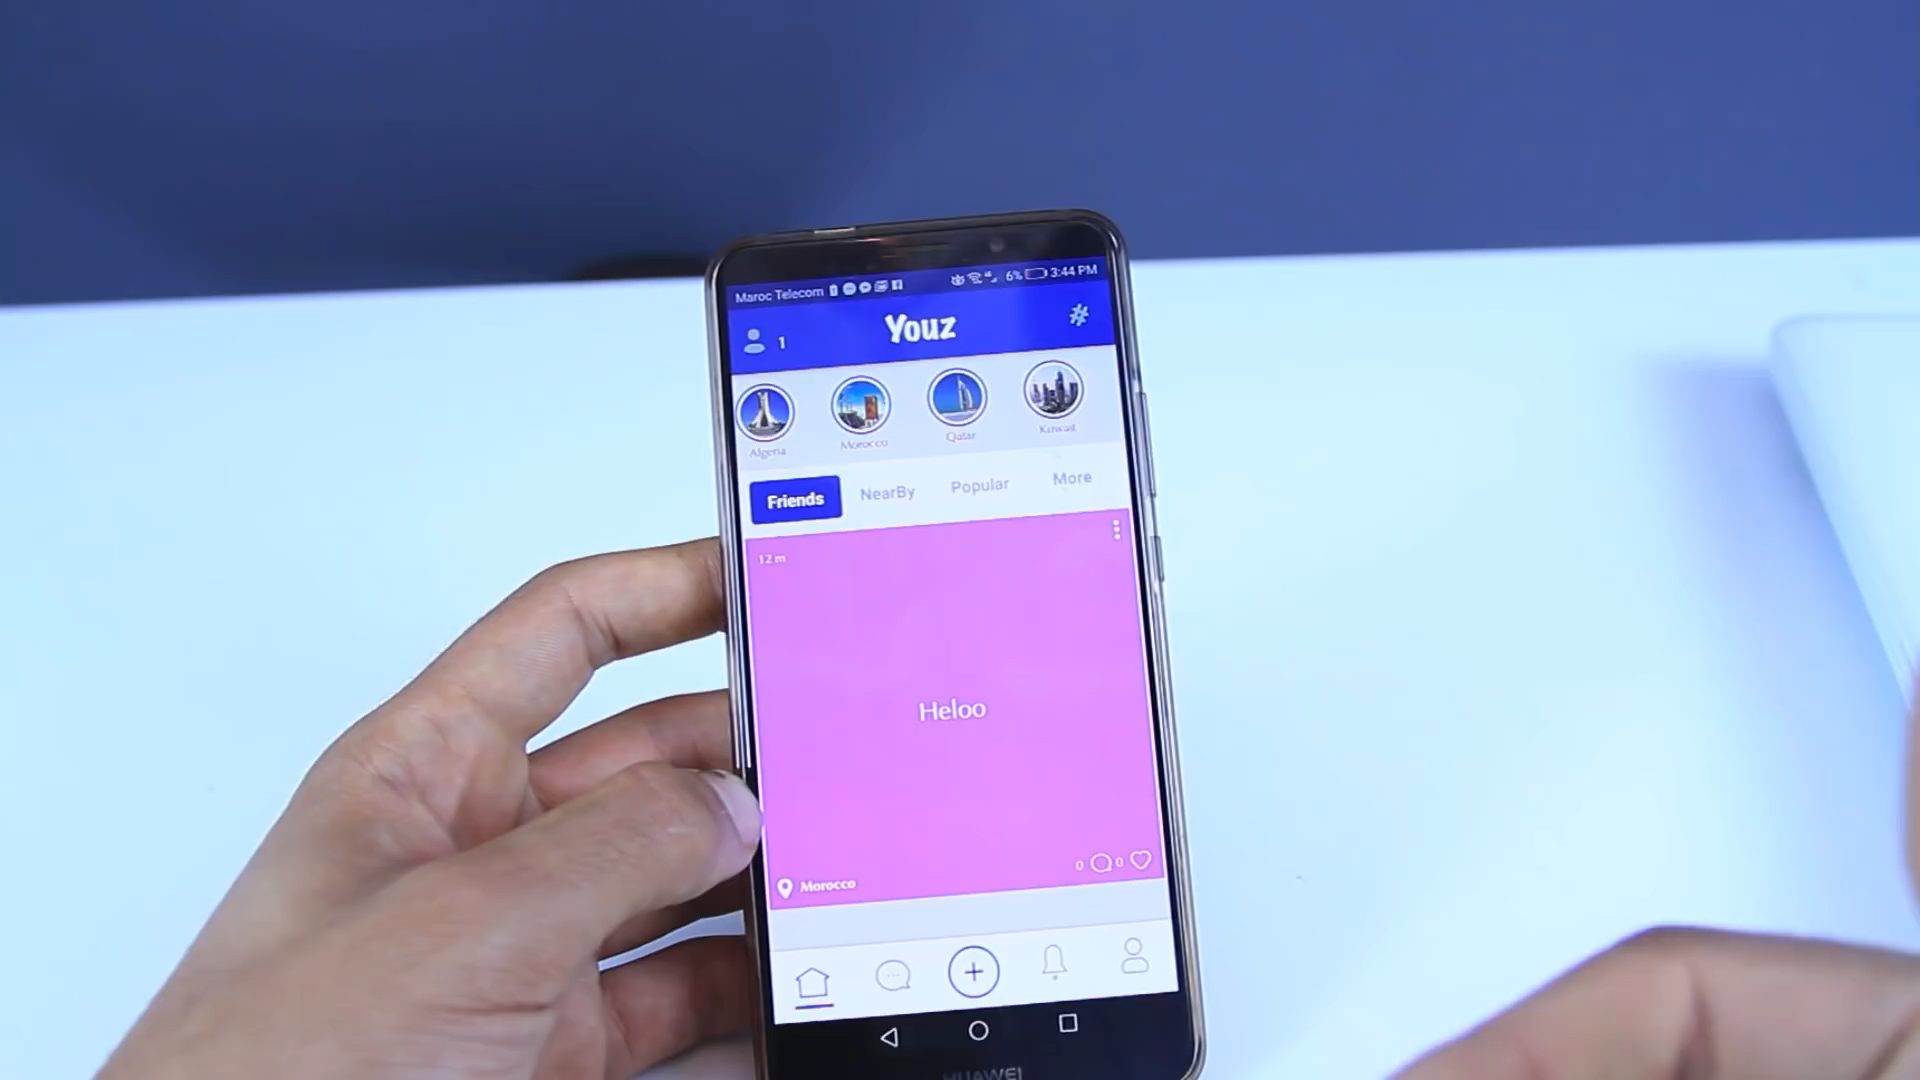 Maroc Telecom 6% 3:44 PM
1 Youz #
Algeria Morocco Qatar Kuwait
Friends NearBy Popular More
12 m
Heloo
Morocco 0 0
HUAWEI